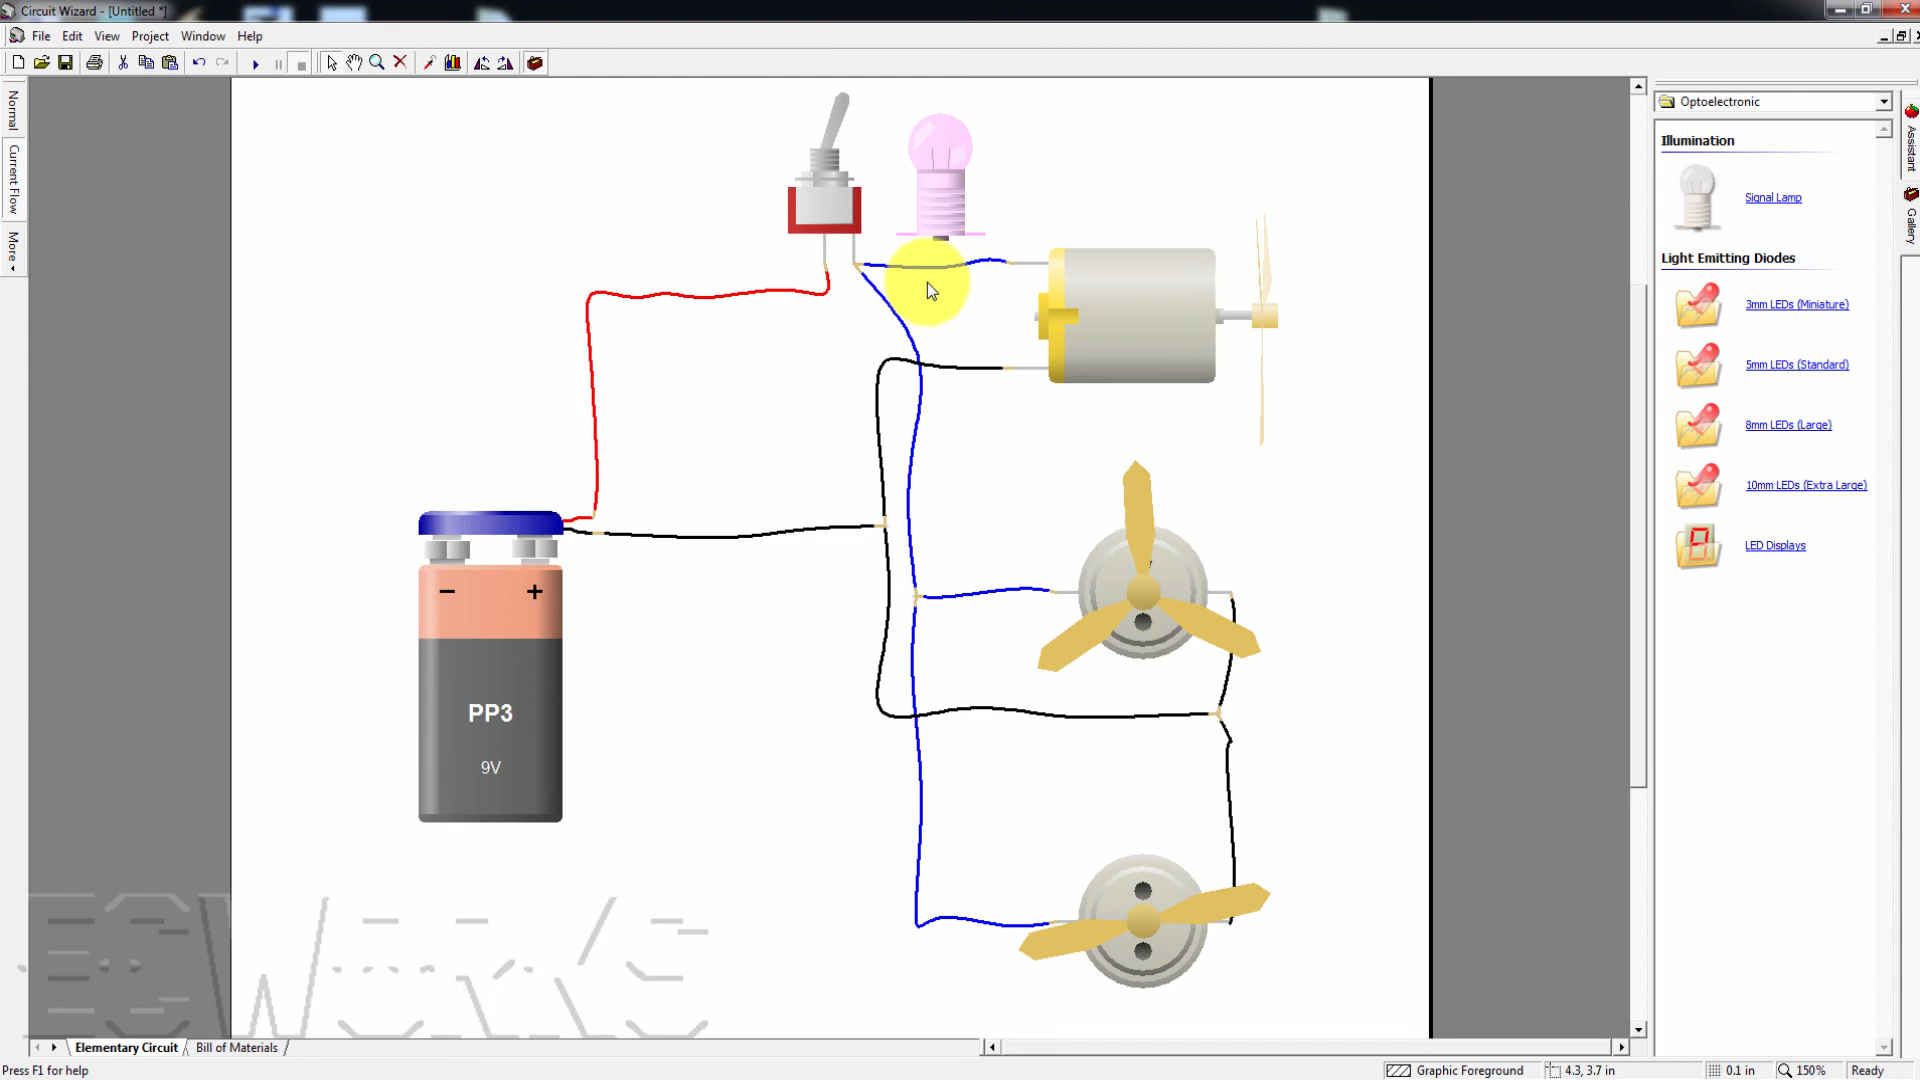 Circuit Wizard - [Untitled *]
File Edit View Project Window Help
Normal
Current Flow
More
Optoelectronic
Illumination
Signal Lamp
Light Emitting Diodes
3mm LEDs (Miniature)
5mm LEDs (Standard)
8mm LEDs (Large)
10mm LEDs (Extra Large)
LED Displays
Assistant
Gallery
− +
PP3
9V
Elementary Circuit Bill of Materials
Press F1 for help
Graphic Foreground 4.3, 3.7 in 0.1 in 150% Ready